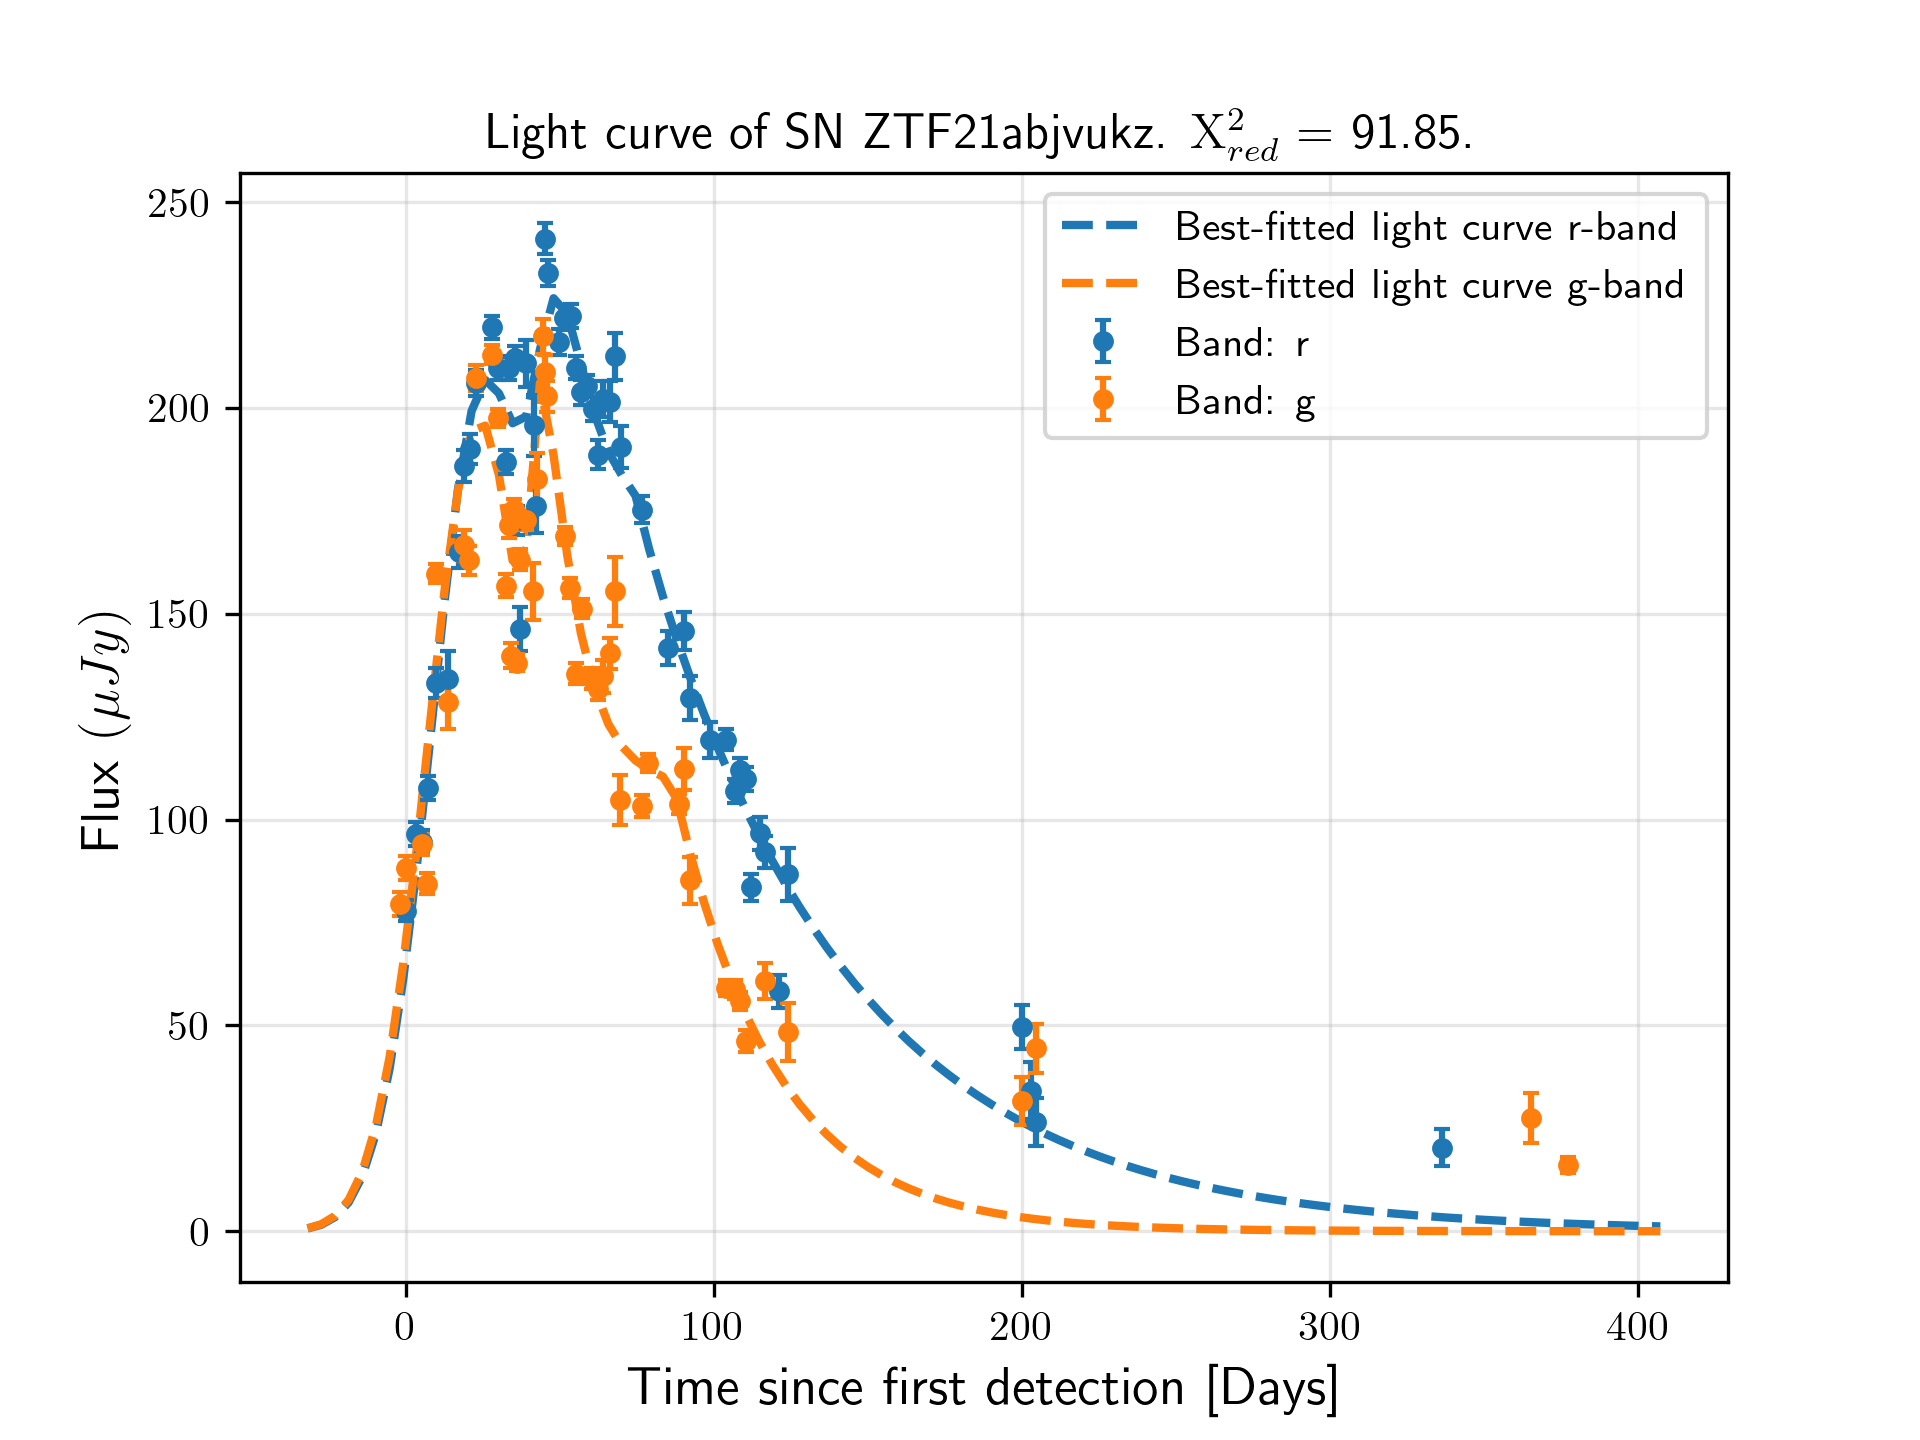 Light curve of SN ZTF21abjvukz. X²_red = 91.85.
Best-fitted light curve r-band
Best-fitted light curve g-band
Band: r
Band: g
Flux (μJy)
250
200
150
100
50
0
0 100 200 300 400
Time since first detection [Days]